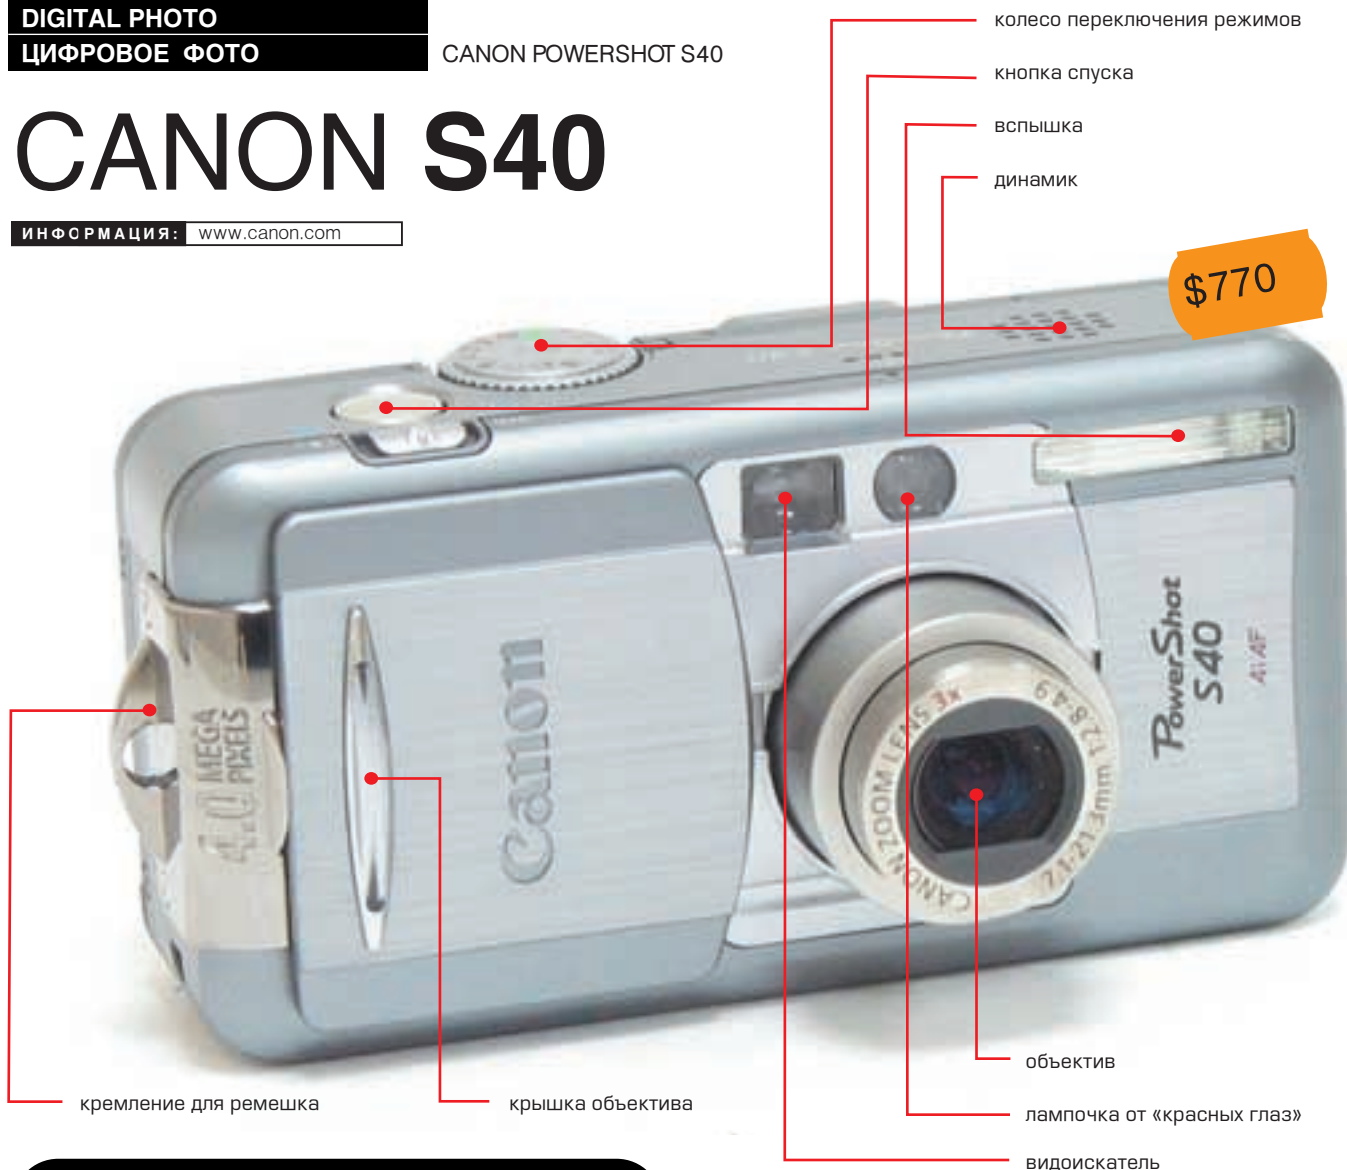 DIGITAL PHOTO
ЦИФРОВОЕ ФОТО
CANON POWERSHOT S40
CANON S40
ИНФОРМАЦИЯ: www.canon.com
колесо переключения режимов
кнопка спуска
вспышка
динамик
$770
Canon
4.0 MEGA
PIXELS
PowerShot
S40
AiAF
CANON ZOOM LENS 3x
7.1-21.3mm 1:2.8-4.9
кремление для ремешка
крышка объектива
объектив
лампочка от «красных глаз»
видоискатель